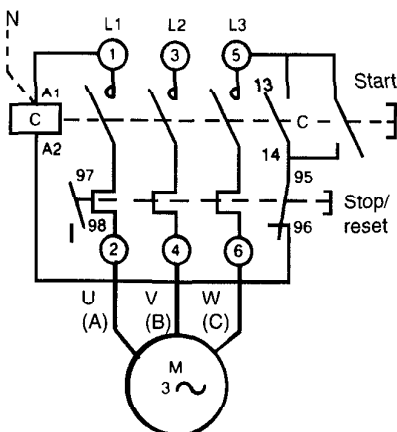 N
L1 L2 L3
1 3 5
A1 13 Start
C C
A2 14
97 95
Stop/
98 96 reset
2 4 6
U V W
(A) (B) (C)
M
3 ~